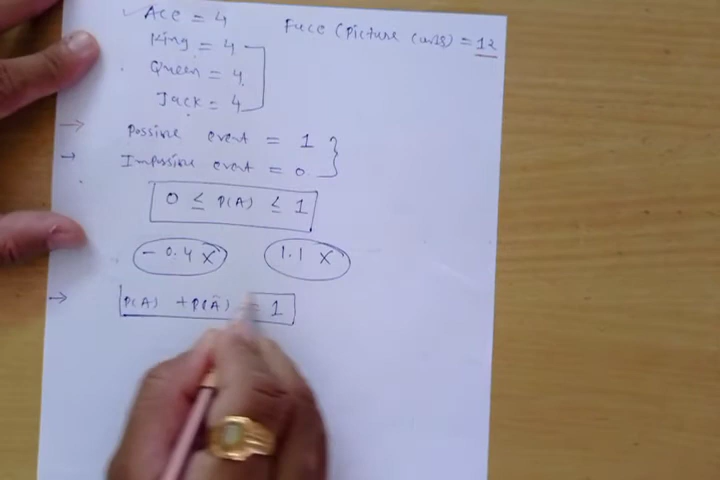 Ace = 4
Face (Picture Cards) = 12
King = 4
Queen = 4
Jack = 4
→ Possible event = 1
→ Impossible event = 0
0 ≤ P(A) ≤ 1
-0.4 X 1.1 X
→ P(A) + P(Ā) = 1